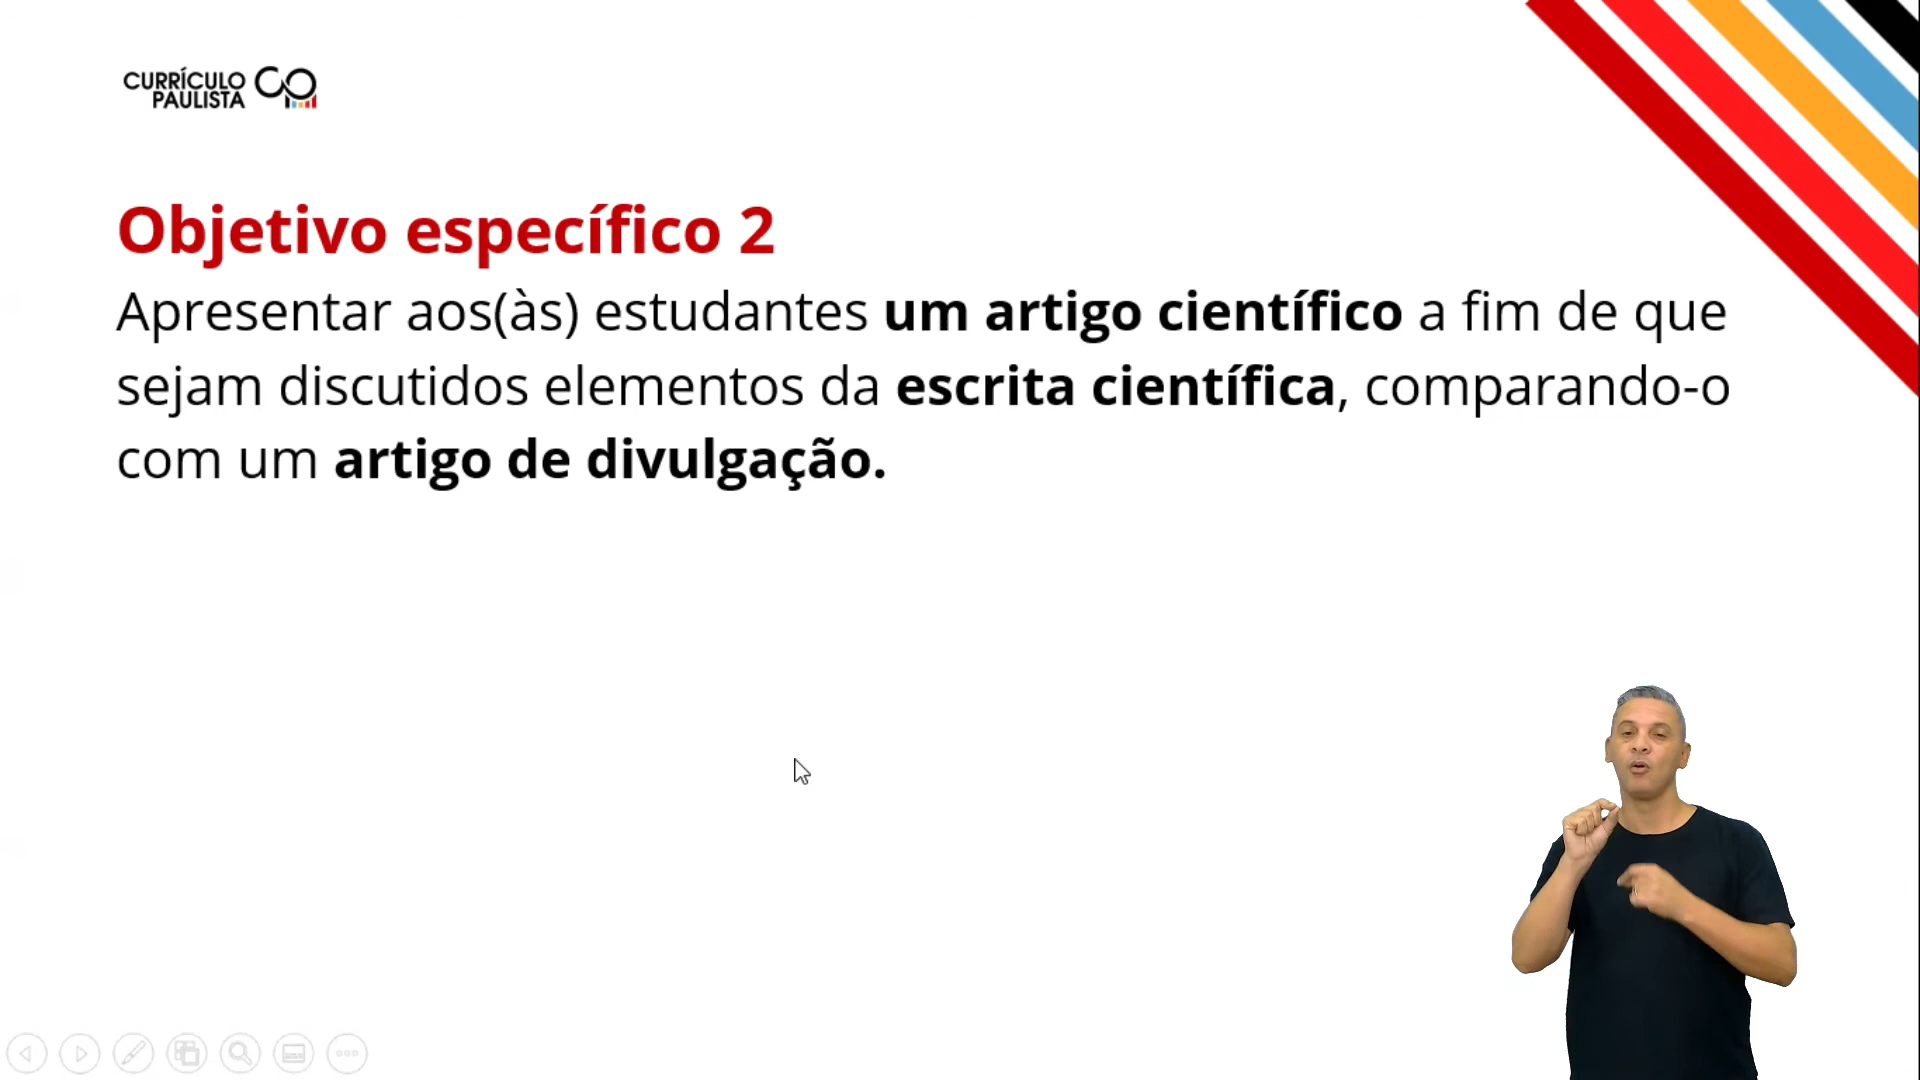 CURRÍCULO
PAULISTA
Objetivo específico 2
Apresentar aos(às) estudantes um artigo científico a fim de que
sejam discutidos elementos da escrita científica, comparando-o
com um artigo de divulgação.